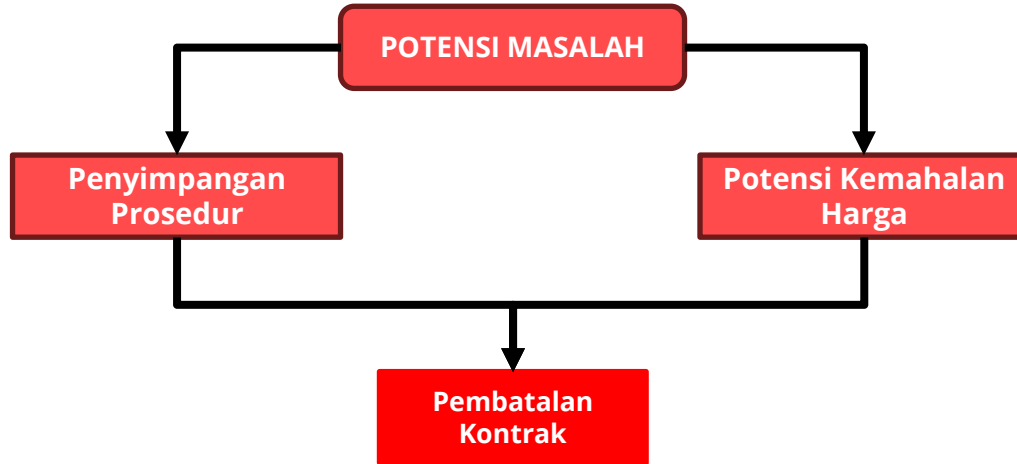 POTENSI MASALAH
Penyimpangan
Prosedur
Potensi Kemahalan
Harga
Pembatalan
Kontrak